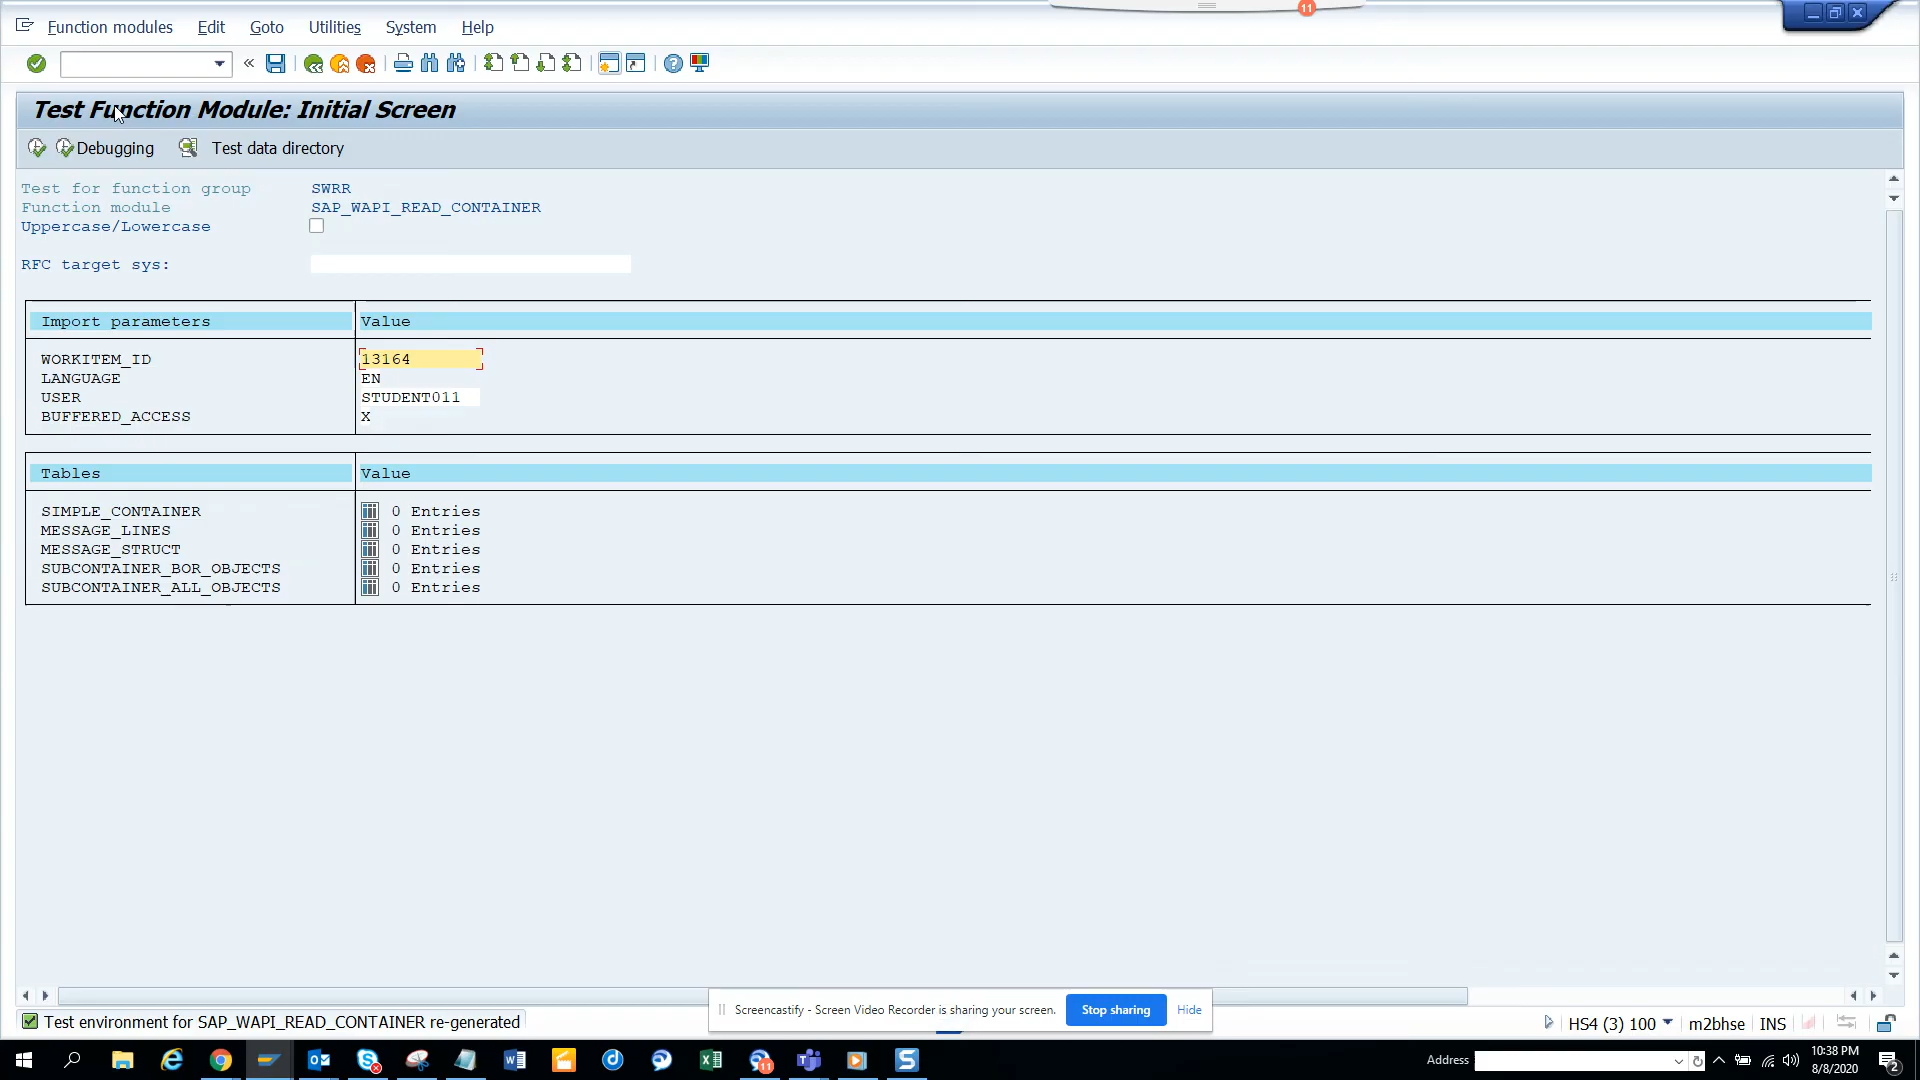 11
Function modules Edit Goto Utilities System Help
Test Function Module: Initial Screen
Debugging Test data directory
Test for function group SWRR
Function module SAP_WAPI_READ_CONTAINER
Uppercase/Lowercase
RFC target sys:
Import parameters Value
WORKITEM_ID 13164
LANGUAGE EN
USER STUDENT011
BUFFERED_ACCESS X
Tables Value
SIMPLE_CONTAINER 0 Entries
MESSAGE_LINES 0 Entries
MESSAGE_STRUCT 0 Entries
SUBCONTAINER_BOR_OBJECTS 0 Entries
SUBCONTAINER_ALL_OBJECTS 0 Entries
Screencastify - Screen Video Recorder is sharing your screen. Stop sharing Hide
Test environment for SAP_WAPI_READ_CONTAINER re-generated HS4 (3) 100 m2bhse INS
Address 10:38 PM
8/8/2020
11
2